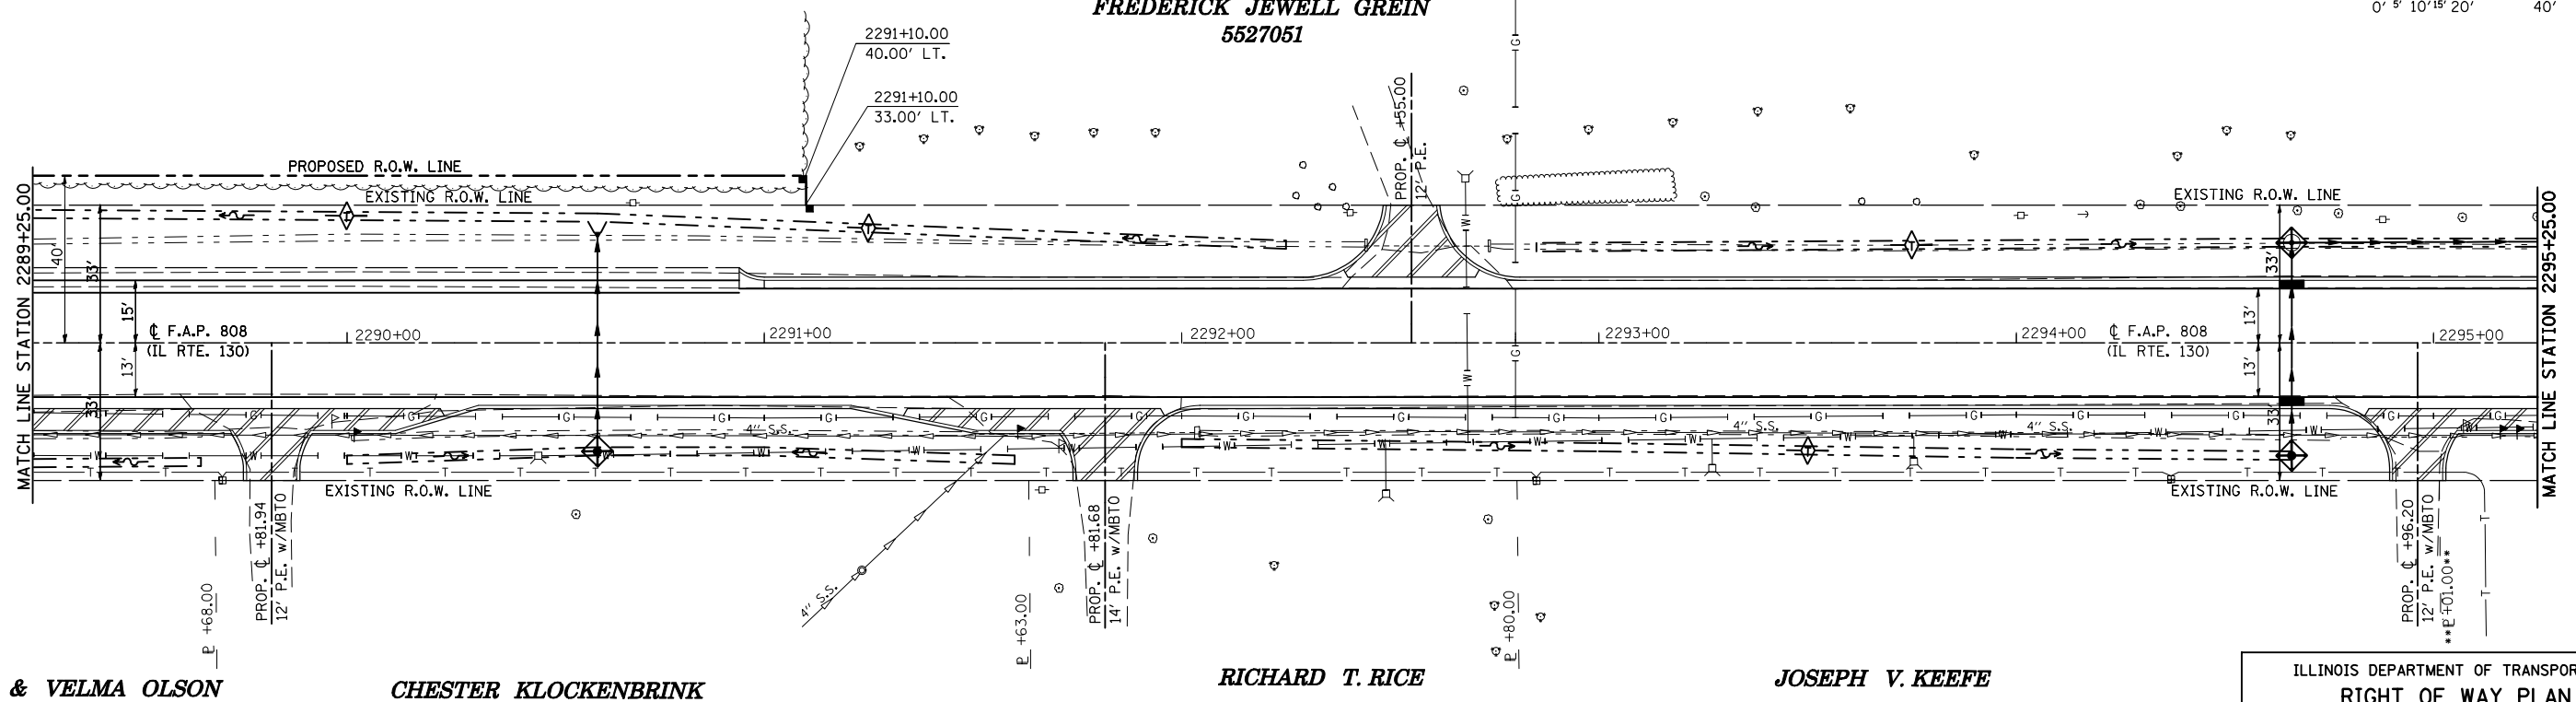 FREDERICK JEWELL GREIN
5527051
0' 5' 10' 15' 20' 40'
2291+10.00
40.00' LT.
2291+10.00
33.00' LT.
PROP. ℄ +55.00
12' P.E.
PROPOSED R.O.W. LINE
EXISTING R.O.W. LINE
EXISTING R.O.W. LINE
MATCH LINE STATION 2289+25.00
MATCH LINE STATION 2295+25.00
40'
33'
15'
13'
33'
33'
13'
13'
33'
℄ F.A.P. 808
(IL RTE. 130)
2290+00
2291+00
2292+00
2293+00
2294+00
℄ F.A.P. 808
(IL RTE. 130)
2295+00
4" S.S.
4" S.S.
4" S.S.
EXISTING R.O.W. LINE
EXISTING R.O.W. LINE
4" S.S.
P +68.00
PROP. ℄ +81.94
12' P.E. w/MBTO
P +63.00
PROP. ℄ +81.68
14' P.E. w/MBTO
P +80.00
PROP. ℄ +96.20
12' P.E. w/MBTO
**P +01.00**
& VELMA OLSON
CHESTER KLOCKENBRINK
RICHARD T. RICE
JOSEPH V. KEEFE
ILLINOIS DEPARTMENT OF TRANSPOR
RIGHT OF WAY PLAN